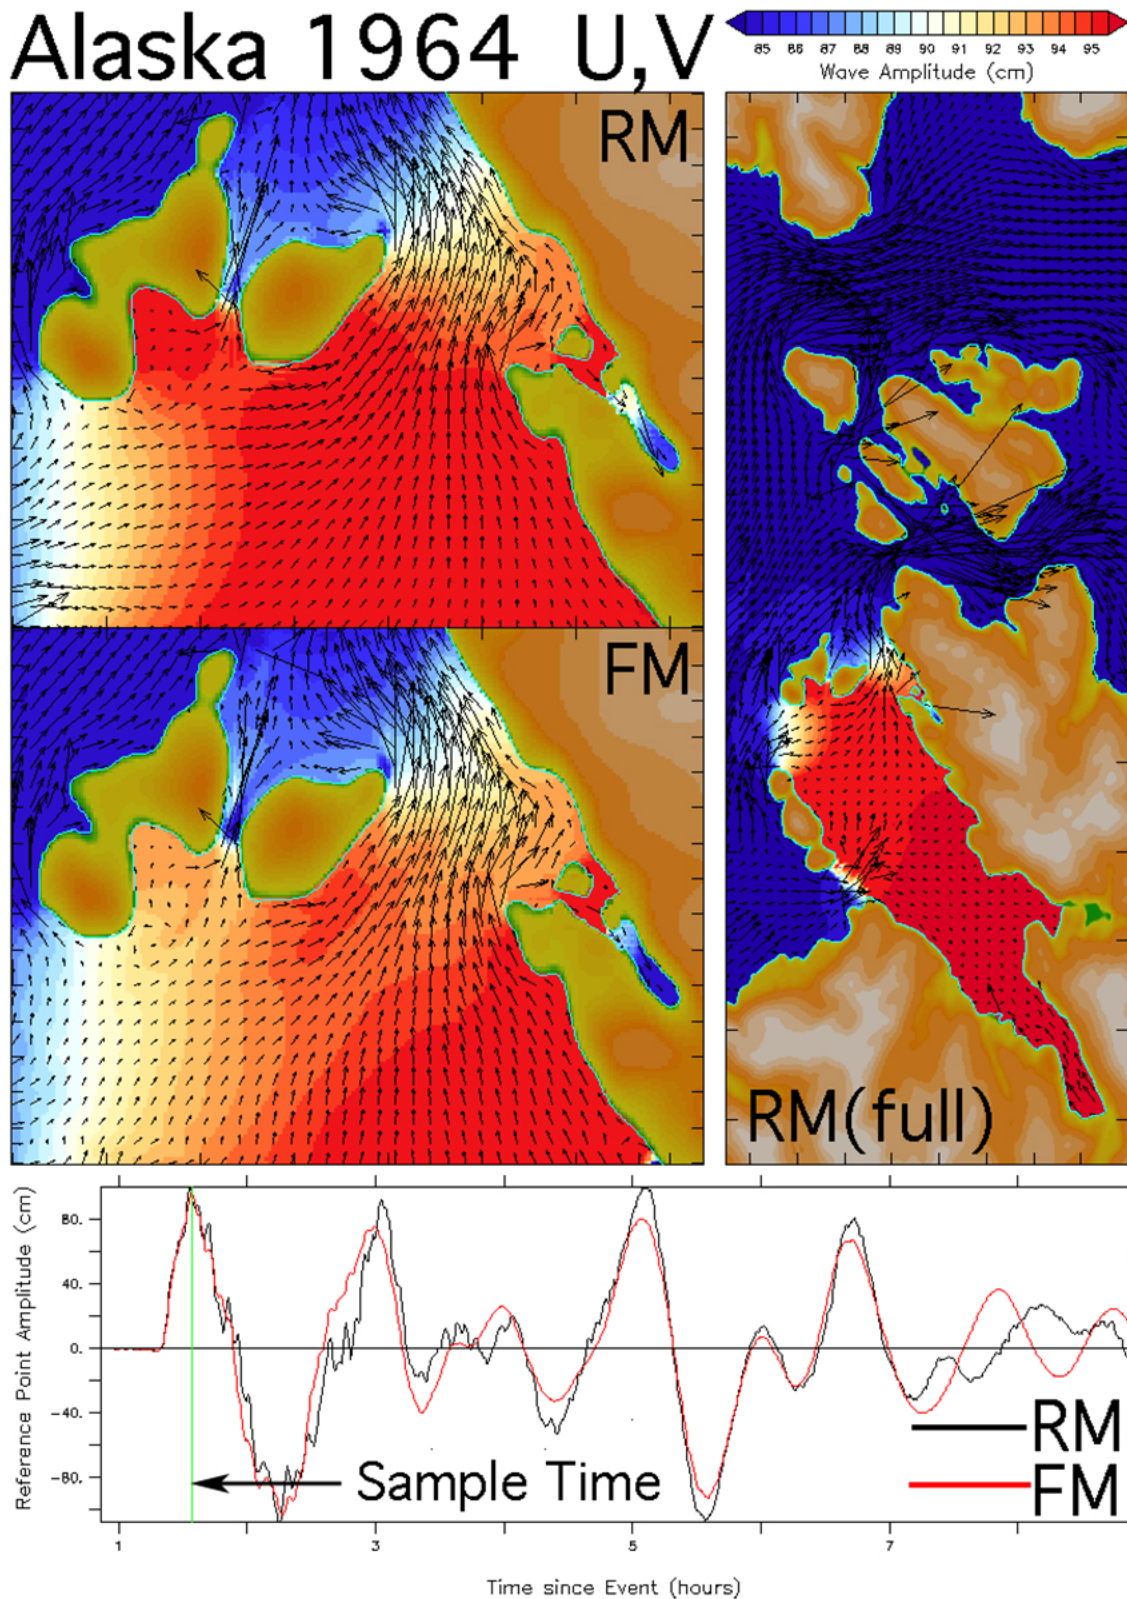 Alaska 1964 U,V
85 86 87 88 89 90 91 92 93 94 95
Wave Amplitude (cm)
RM
FM
RM(full)
Reference Point Amplitude (cm)
80.
40.
0.
-40.
-80.
Sample Time
RM
FM
1 3 5 7
Time since Event (hours)